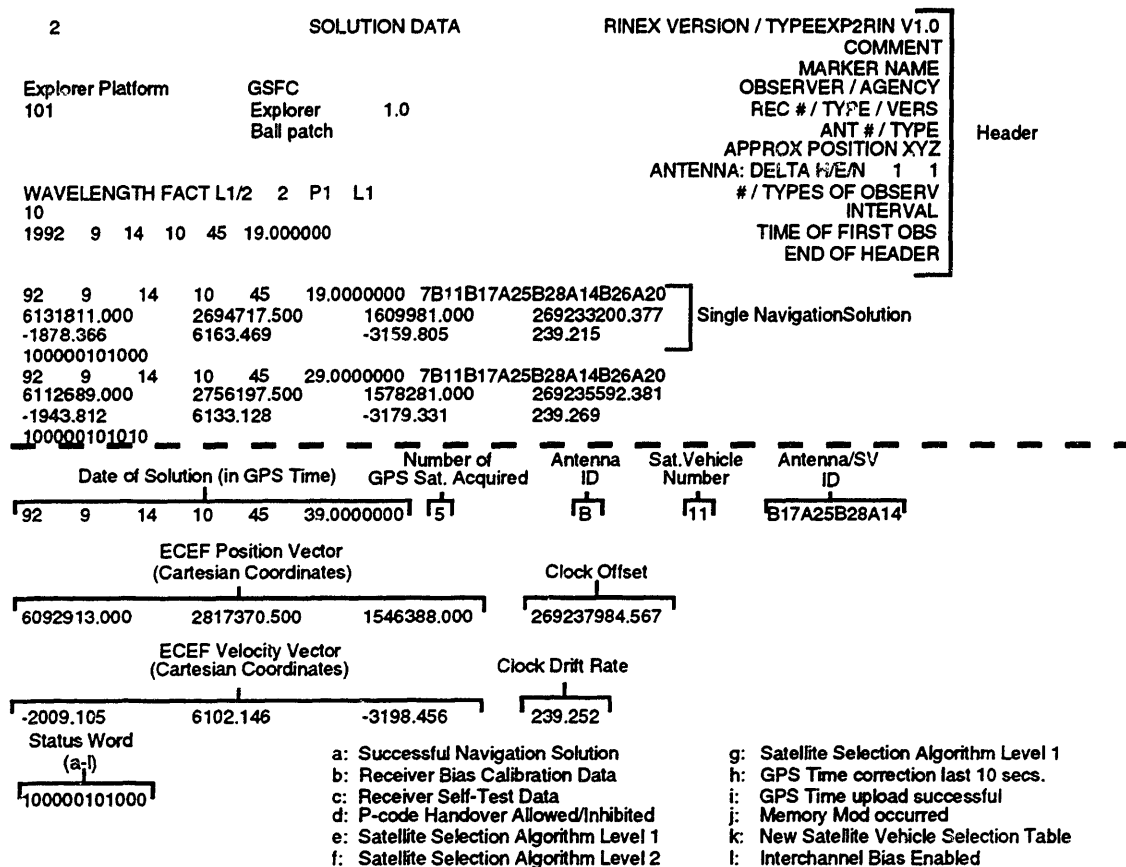 2 SOLUTION DATA RINEX VERSION / TYPEEXP2RIN V1.0
COMMENT
MARKER NAME
Explorer Platform GSFC OBSERVER / AGENCY
101 Explorer 1.0 REC # / TYPE / VERS
Ball patch ANT # / TYPE
Header
APPROX POSITION XYZ
ANTENNA: DELTA H/E/N 1 1
WAVELENGTH FACT L1/2 2 P1 L1 # / TYPES OF OBSERV
10 INTERVAL
1992 9 14 10 45 19.000000 TIME OF FIRST OBS
END OF HEADER
92 9 14 10 45 19.0000000 7B11B17A25B28A14B26A20
6131811.000 2694717.500 1609981.000 269233200.377 Single NavigationSolution
-1878.366 6163.469 -3159.805 239.215
100000101000
92 9 14 10 45 29.0000000 7B11B17A25B28A14B26A20
6112689.000 2756197.500 1578281.000 269235592.381
-1943.812 6133.128 -3179.331 239.269
100000101010
Date of Solution (in GPS Time) Number of GPS Sat. Acquired Antenna ID Sat.Vehicle Number Antenna/SV ID
92 9 14 10 45 39.0000000 5 B 11 B17A25B28A14
ECEF Position Vector
(Cartesian Coordinates) Clock Offset
6092913.000 2817370.500 1546388.000 269237984.567
ECEF Velocity Vector
(Cartesian Coordinates) Clock Drift Rate
-2009.105 6102.146 -3198.456 239.252
Status Word
(a-l)
100000101000
a: Successful Navigation Solution
b: Receiver Bias Calibration Data
c: Receiver Self-Test Data
d: P-code Handover Allowed/Inhibited
e: Satellite Selection Algorithm Level 1
f: Satellite Selection Algorithm Level 2
g: Satellite Selection Algorithm Level 1
h: GPS Time correction last 10 secs.
i: GPS Time upload successful
j: Memory Mod occurred
k: New Satellite Vehicle Selection Table
l: Interchannel Bias Enabled